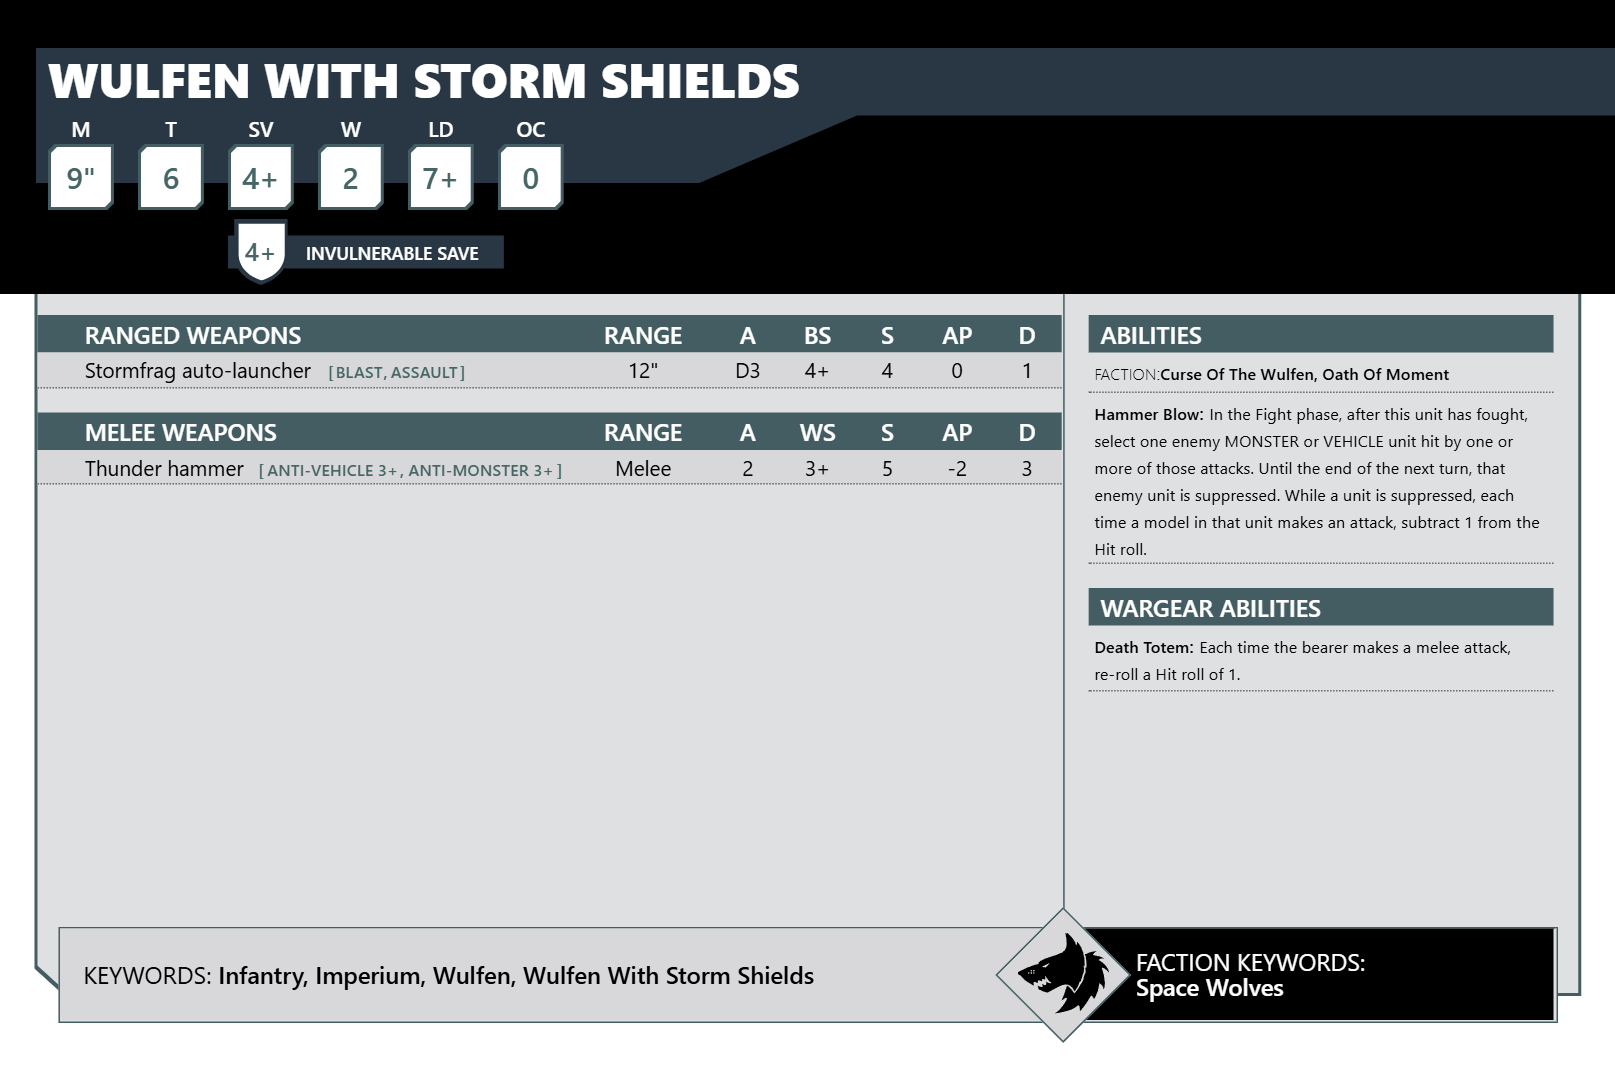 WULFEN WITH STORM SHIELDS
M T SV W LD OC
9" 6 4+ 2 7+ 0
4+ INVULNERABLE SAVE
RANGED WEAPONS RANGE A BS S AP D
Stormfrag auto-launcher [BLAST, ASSAULT] 12" D3 4+ 4 0 1
MELEE WEAPONS RANGE A WS S AP D
Thunder hammer [ANTI-VEHICLE 3+, ANTI-MONSTER 3+] Melee 2 3+ 5 -2 3
ABILITIES
FACTION:Curse Of The Wulfen, Oath Of Moment
Hammer Blow: In the Fight phase, after this unit has fought,
select one enemy MONSTER or VEHICLE unit hit by one or
more of those attacks. Until the end of the next turn, that
enemy unit is suppressed. While a unit is suppressed, each
time a model in that unit makes an attack, subtract 1 from the
Hit roll.
WARGEAR ABILITIES
Death Totem: Each time the bearer makes a melee attack,
re-roll a Hit roll of 1.
KEYWORDS: Infantry, Imperium, Wulfen, Wulfen With Storm Shields
FACTION KEYWORDS:
Space Wolves